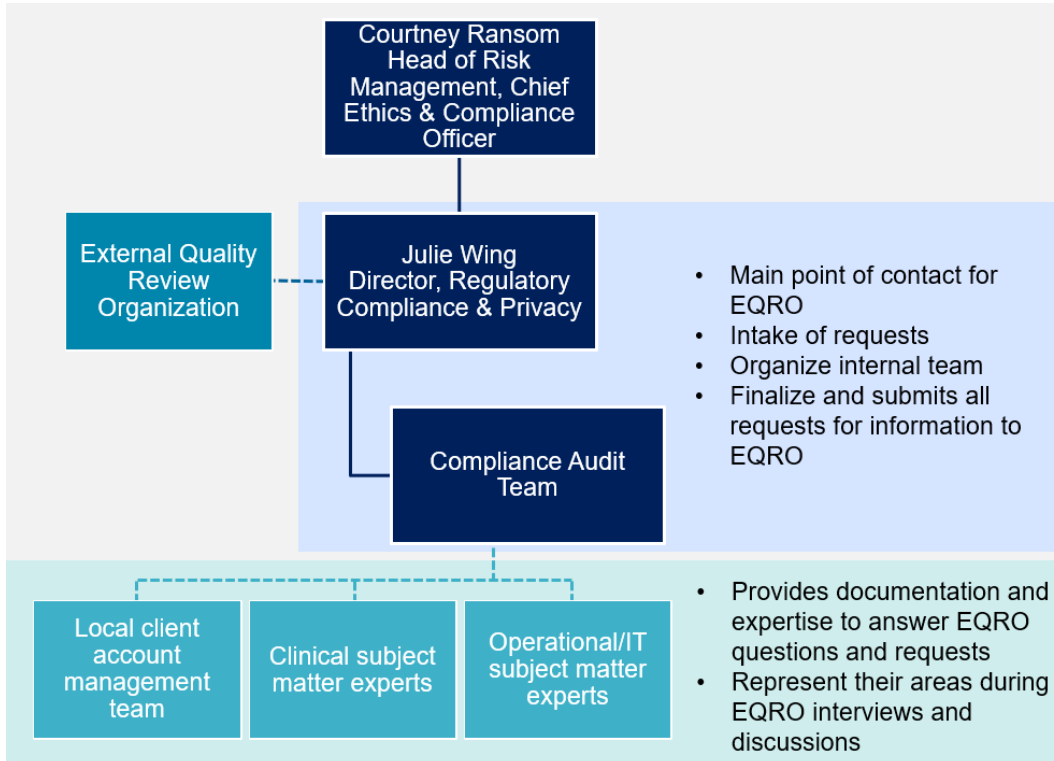 Courtney Ransom
Head of Risk
Management, Chief
Ethics & Compliance
Officer
External Quality
Review
Organization
Julie Wing
Director, Regulatory
Compliance & Privacy
• Main point of contact for
EQRO
• Intake of requests
• Organize internal team
• Finalize and submits all
requests for information to
EQRO
Compliance Audit
Team
Local client
account
management
team
Clinical subject
matter experts
Operational/IT
subject matter
experts
• Provides documentation and
expertise to answer EQRO
questions and requests
• Represent their areas during
EQRO interviews and
discussions